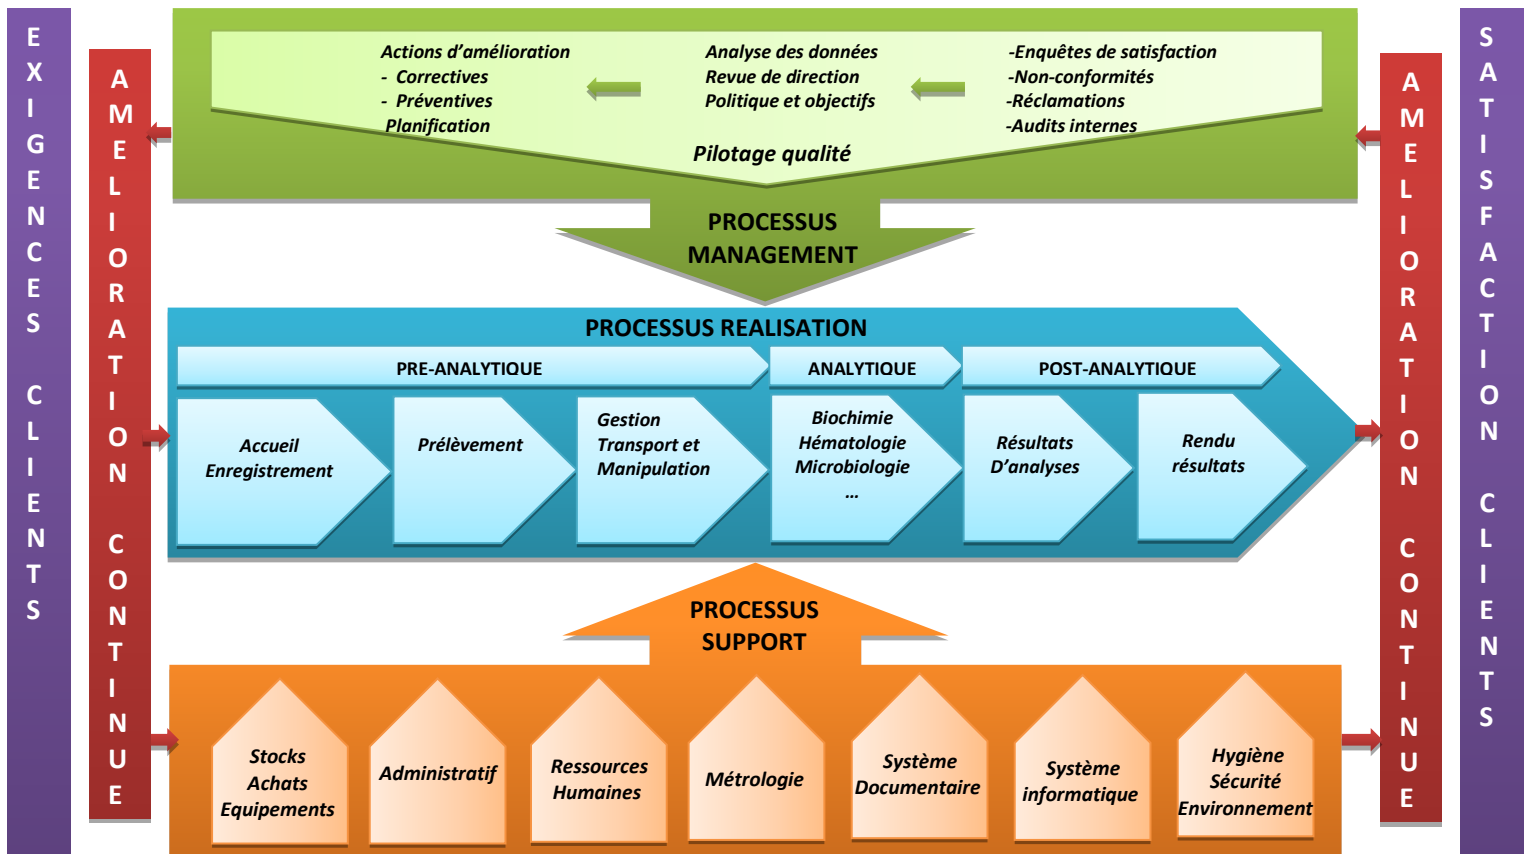 EXIGENCES CLIENTS
AMELIORATION CONTINUE
Actions d’amélioration
- Correctives
- Préventives
Planification
Analyse des données
Revue de direction
Politique et objectifs
-Enquêtes de satisfaction
-Non-conformités
-Réclamations
-Audits internes
Pilotage qualité
PROCESSUS
MANAGEMENT
PROCESSUS REALISATION
PRE-ANALYTIQUE
ANALYTIQUE
POST-ANALYTIQUE
Accueil
Enregistrement
Prélèvement
Gestion
Transport et
Manipulation
Biochimie
Hématologie
Microbiologie
...
Résultats
D’analyses
Rendu
résultats
PROCESSUS
SUPPORT
Stocks
Achats
Equipements
Administratif
Ressources
Humaines
Métrologie
Système
Documentaire
Système
informatique
Hygiène
Sécurité
Environnement
AMELIORATION CONTINUE
SATISFACTION CLIENTS